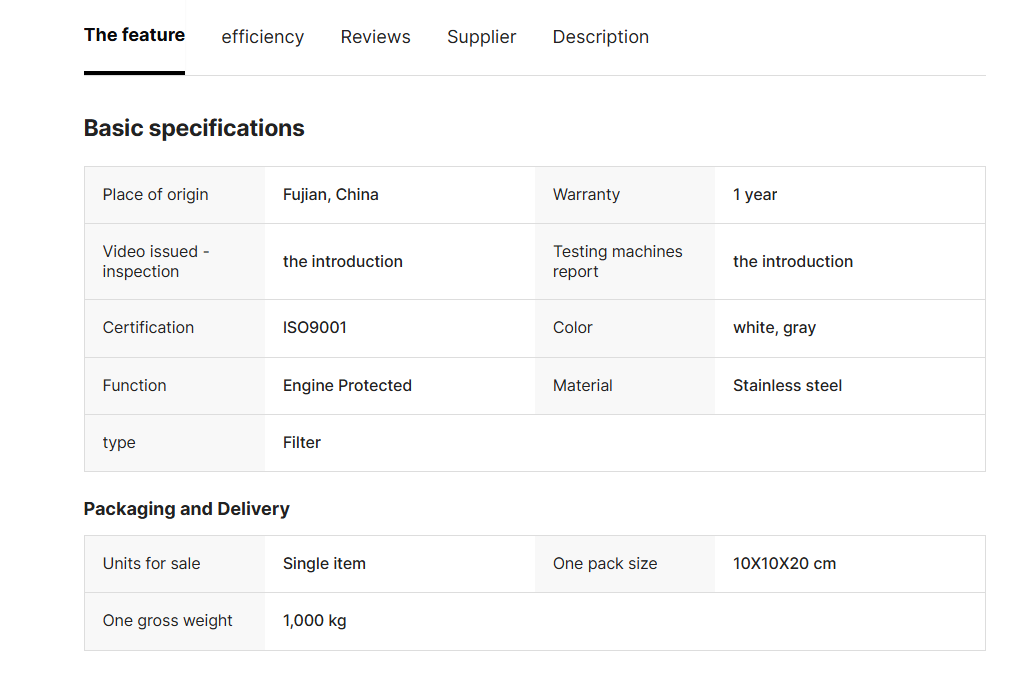 The feature efficiency Reviews Supplier Description
Basic specifications
Place of origin Fujian, China Warranty 1 year
Video issued -
inspection
the introduction
Testing machines
report
the introduction
Certification ISO9001 Color white, gray
Function Engine Protected Material Stainless steel
type Filter
Packaging and Delivery
Units for sale Single item One pack size 10X10X20 cm
One gross weight 1,000 kg